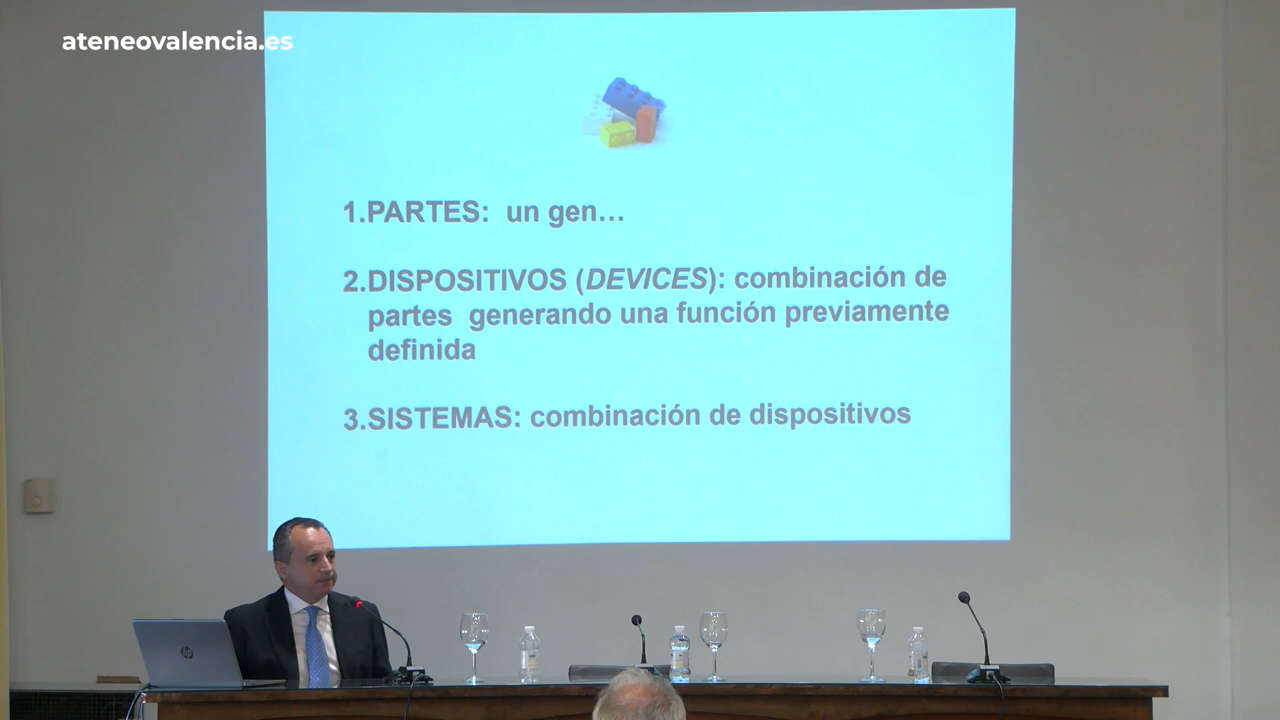 ateneovalencia.es
1.PARTES: un gen...
2.DISPOSITIVOS (DEVICES): combinación de
partes generando una función previamente
definida
3.SISTEMAS: combinación de dispositivos
hp